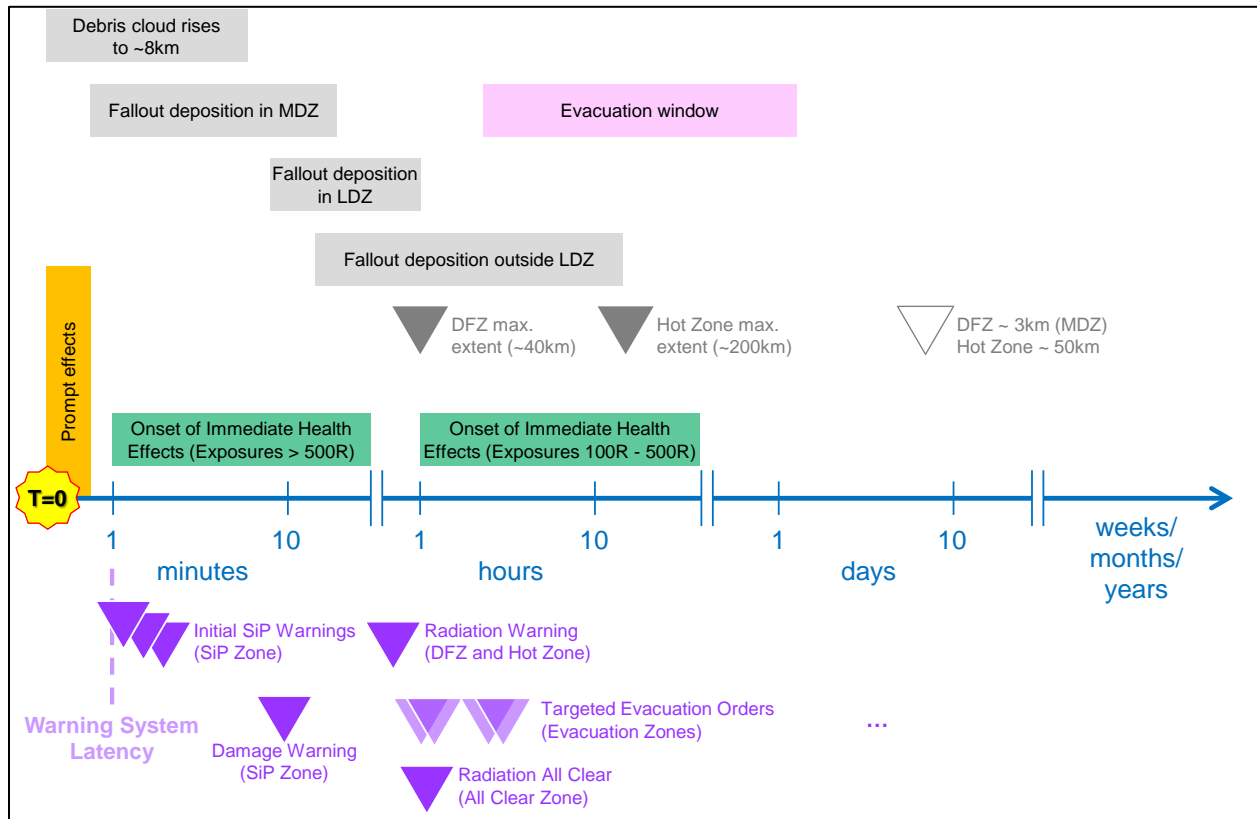 Debris cloud rises
to ~8km
Fallout deposition in MDZ
Evacuation window
Fallout deposition
in LDZ
Fallout deposition outside LDZ
Prompt effects
DFZ max.
extent (~40km)
Hot Zone max.
extent (~200km)
DFZ ~ 3km (MDZ)
Hot Zone ~ 50km
Onset of Immediate Health
Effects (Exposures > 500R)
Onset of Immediate Health
Effects (Exposures 100R - 500R)
T=0
1
10
1
10
1
10
minutes
hours
days
weeks/
months/
years
Initial SiP Warnings
(SiP Zone)
Radiation Warning
(DFZ and Hot Zone)
Warning System
Latency
Damage Warning
(SiP Zone)
Targeted Evacuation Orders
(Evacuation Zones)
...
Radiation All Clear
(All Clear Zone)